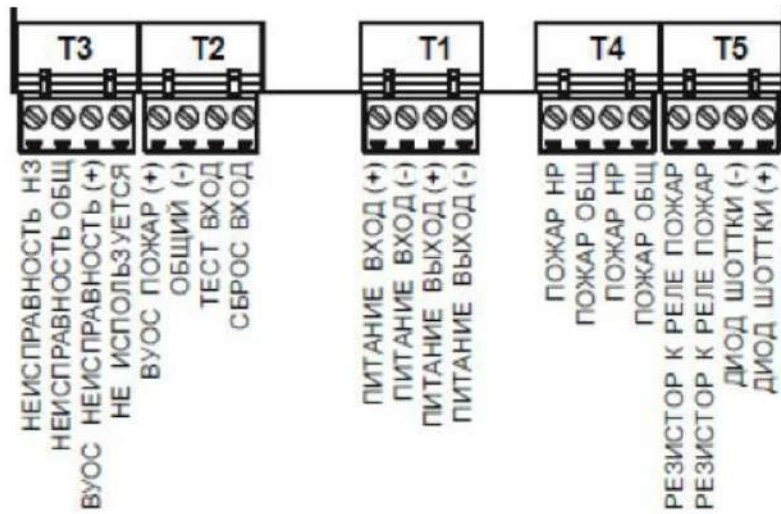 T3
T2
T1
T4
T5
НЕИСПРАВНОСТЬ НЗ
НЕИСПРАВНОСТЬ ОБЩ
ВУОС НЕИСПРАВНОСТЬ (+)
НЕ ИСПОЛЬЗУЕТСЯ
ВУОС ПОЖАР (+)
ОБЩИЙ (-)
ТЕСТ ВХОД
СБРОС ВХОД
ПИТАНИЕ ВХОД (+)
ПИТАНИЕ ВХОД (-)
ПИТАНИЕ ВЫХОД (+)
ПИТАНИЕ ВЫХОД (-)
ПОЖАР НР
ПОЖАР ОБЩ
ПОЖАР НР
ПОЖАР ОБЩ
РЕЗИСТОР К РЕЛЕ ПОЖАР
РЕЗИСТОР К РЕЛЕ ПОЖАР
ДИОД ШОТТКИ (-)
ДИОД ШОТТКИ (+)